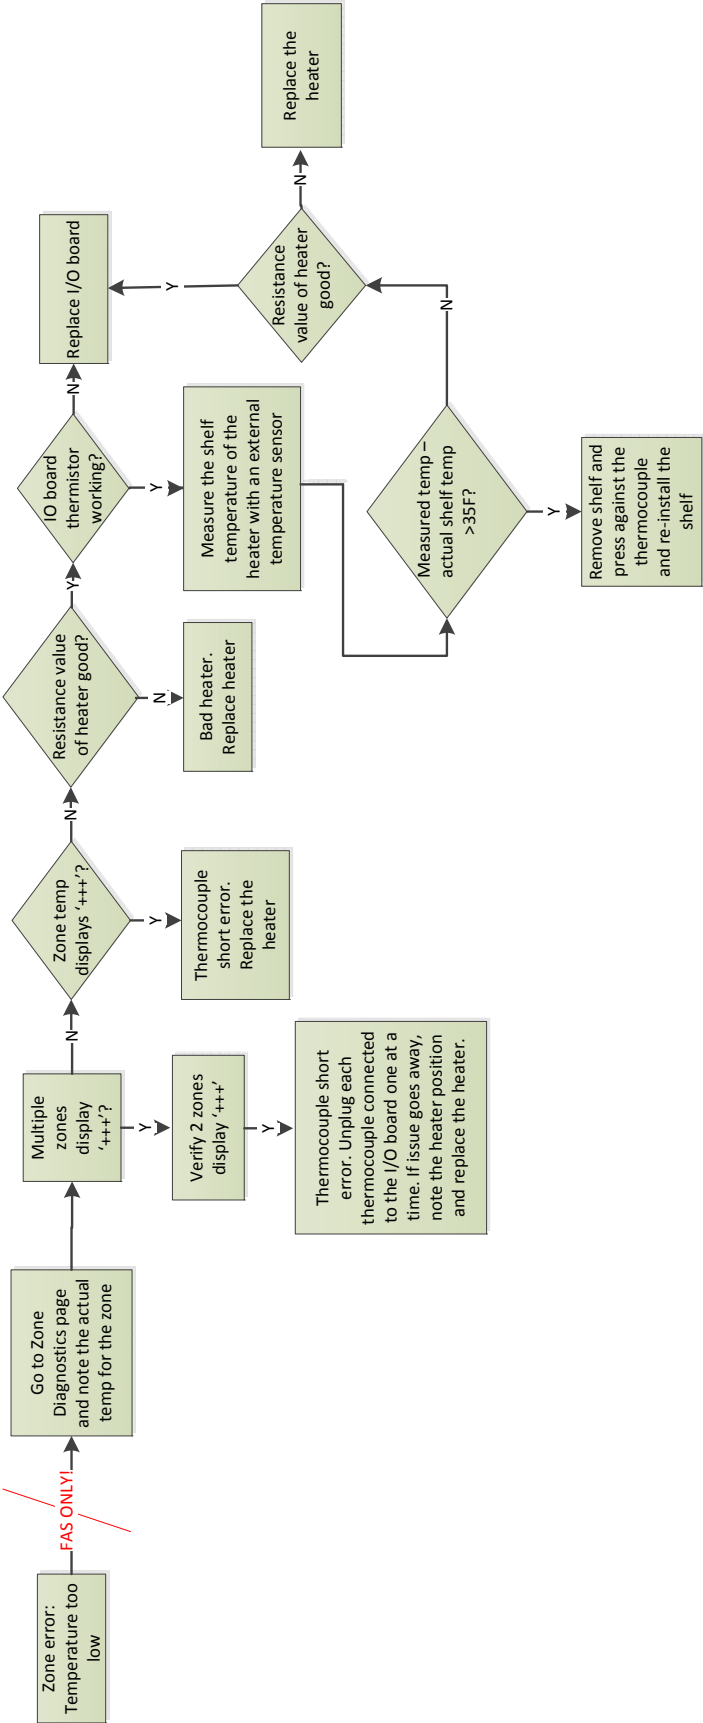 Zone error:
Temperature too
low
FAS ONLY!
Go to Zone
Diagnostics page
and note the actual
temp for the zone
Multiple
zones
display
‘+++’?
N
Y
Verify 2 zones
display ‘+++’
Y
Thermocouple short
error. Unplug each
thermocouple connected
to the I/O board one at a
time. If issue goes away,
note the heater position
and replace the heater.
Zone temp
displays ‘+++’?
N
Y
Thermocouple
short error.
Replace the
heater
Resistance value
of heater good?
Y
N
Bad heater.
Replace heater
IO board
thermistor
working?
N
Y
Replace I/O board
Measure the shelf
temperature of the
heater with an external
temperature sensor
Measured temp –
actual shelf temp
>35F?
N
Y
Remove shelf and
press against the
thermocouple
and re-install the
shelf
Resistance
value of heater
good?
Y
N
Replace the
heater